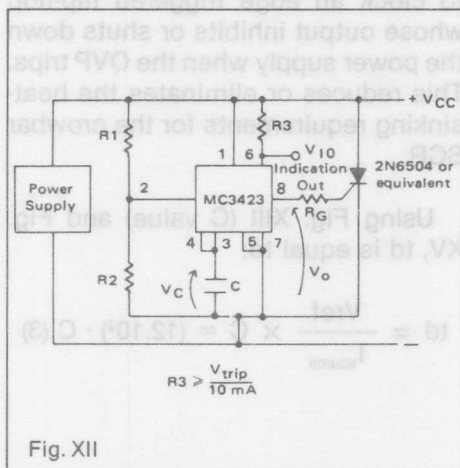 to clock an edge triggered flipflop
whose output inhibits or shuts down
the power supply when the OVP trips.
This reduces or eliminates the heat-
sinking requirements for the crowbar
SCR.
+ VCC
R1
R3
1
6
V10
Indication
2N6504 or
equivalent
Power
Supply
2
MC3423
8
Out
RG
4
3
5
7
R2
VC
C
Vo
Using Fig. XIII (C value) and Fig.
XV, td is equal to:
td = Vref / Isource × C = (12.10³) · C (3)
R3 ⩾ Vtrip / 10 mA
Fig. XII